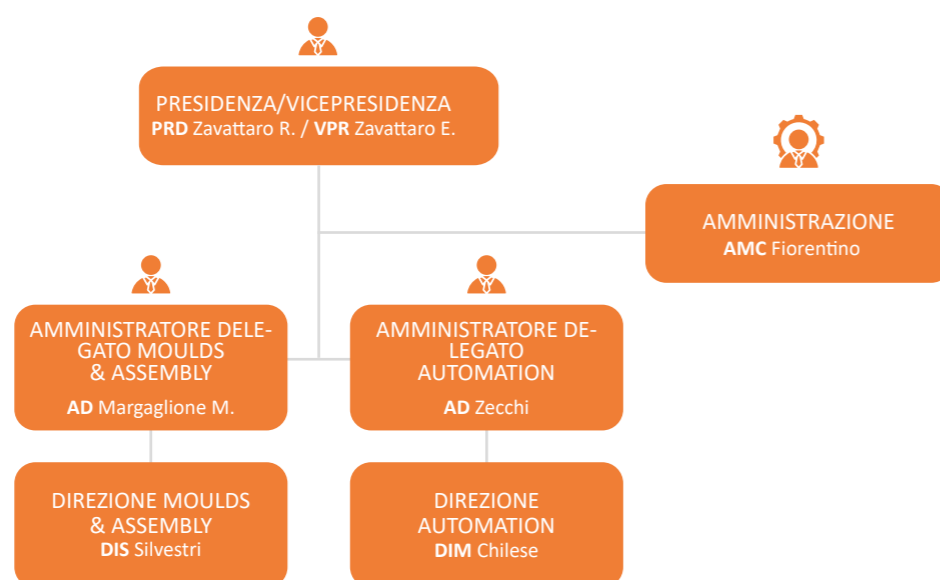 PRESIDENZA/VICEPRESIDENZA
PRD Zavattaro R. / VPR Zavattaro E.
AMMINISTRAZIONE
AMC Fiorentino
AMMINISTRATORE DELE-
GATO MOULDS
& ASSEMBLY
AD Margaglione M.
AMMINISTRATORE DE-
LEGATO
AUTOMATION
AD Zecchi
DIREZIONE MOULDS
& ASSEMBLY
DIS Silvestri
DIREZIONE
AUTOMATION
DIM Chilese